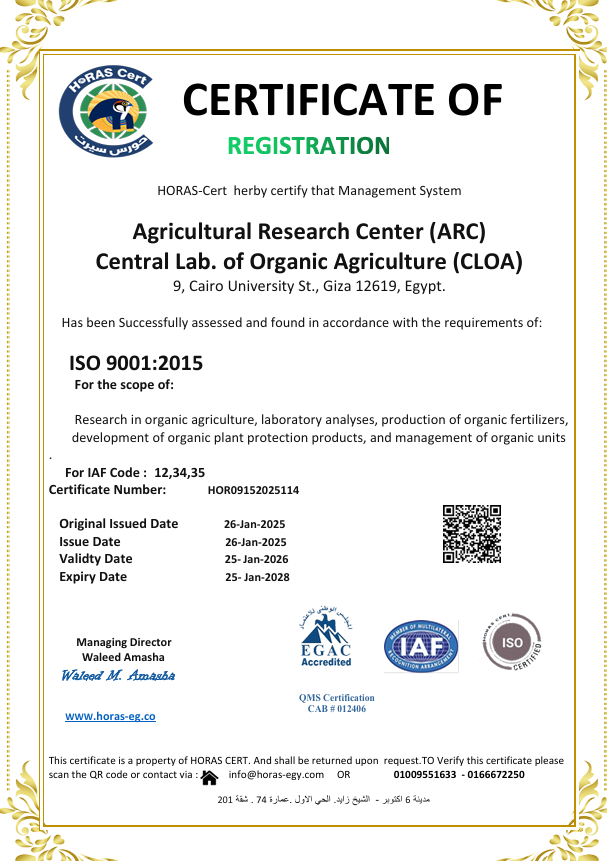 HORAS Cert
حورس سيرت
CERTIFICATE OF
REGISTRATION
HORAS-Cert herby certify that Management System
Agricultural Research Center (ARC)
Central Lab. of Organic Agriculture (CLOA)
9, Cairo University St., Giza 12619, Egypt.
Has been Successfully assessed and found in accordance with the requirements of:
ISO 9001:2015
For the scope of:
Research in organic agriculture, laboratory analyses, production of organic fertilizers,
development of organic plant protection products, and management of organic units
.
For IAF Code : 12,34,35
Certificate Number: HOR09152025114
Original Issued Date 26-Jan-2025
Issue Date 26-Jan-2025
Validty Date 25- Jan-2026
Expiry Date 25- Jan-2028
Managing Director
Waleed Amasha
Waleed M. Amasha
www.horas-eg.co
المجلس الوطني للاعتماد
EGAC
Accredited
QMS Certification
CAB # 012406
MEMBER OF MULTILATERAL
IAF
RECOGNITION ARRANGEMENT
HORAS CERT
ISO
CERTIFIED
This certificate is a property of HORAS CERT. And shall be returned upon request.TO Verify this certificate please
scan the QR code or contact via : info@horas-egy.com OR 01009551633 - 0166672250
مدينة 6 اكتوبر - الشيخ زايد. الحي الاول .عمارة 74 . شقة 201